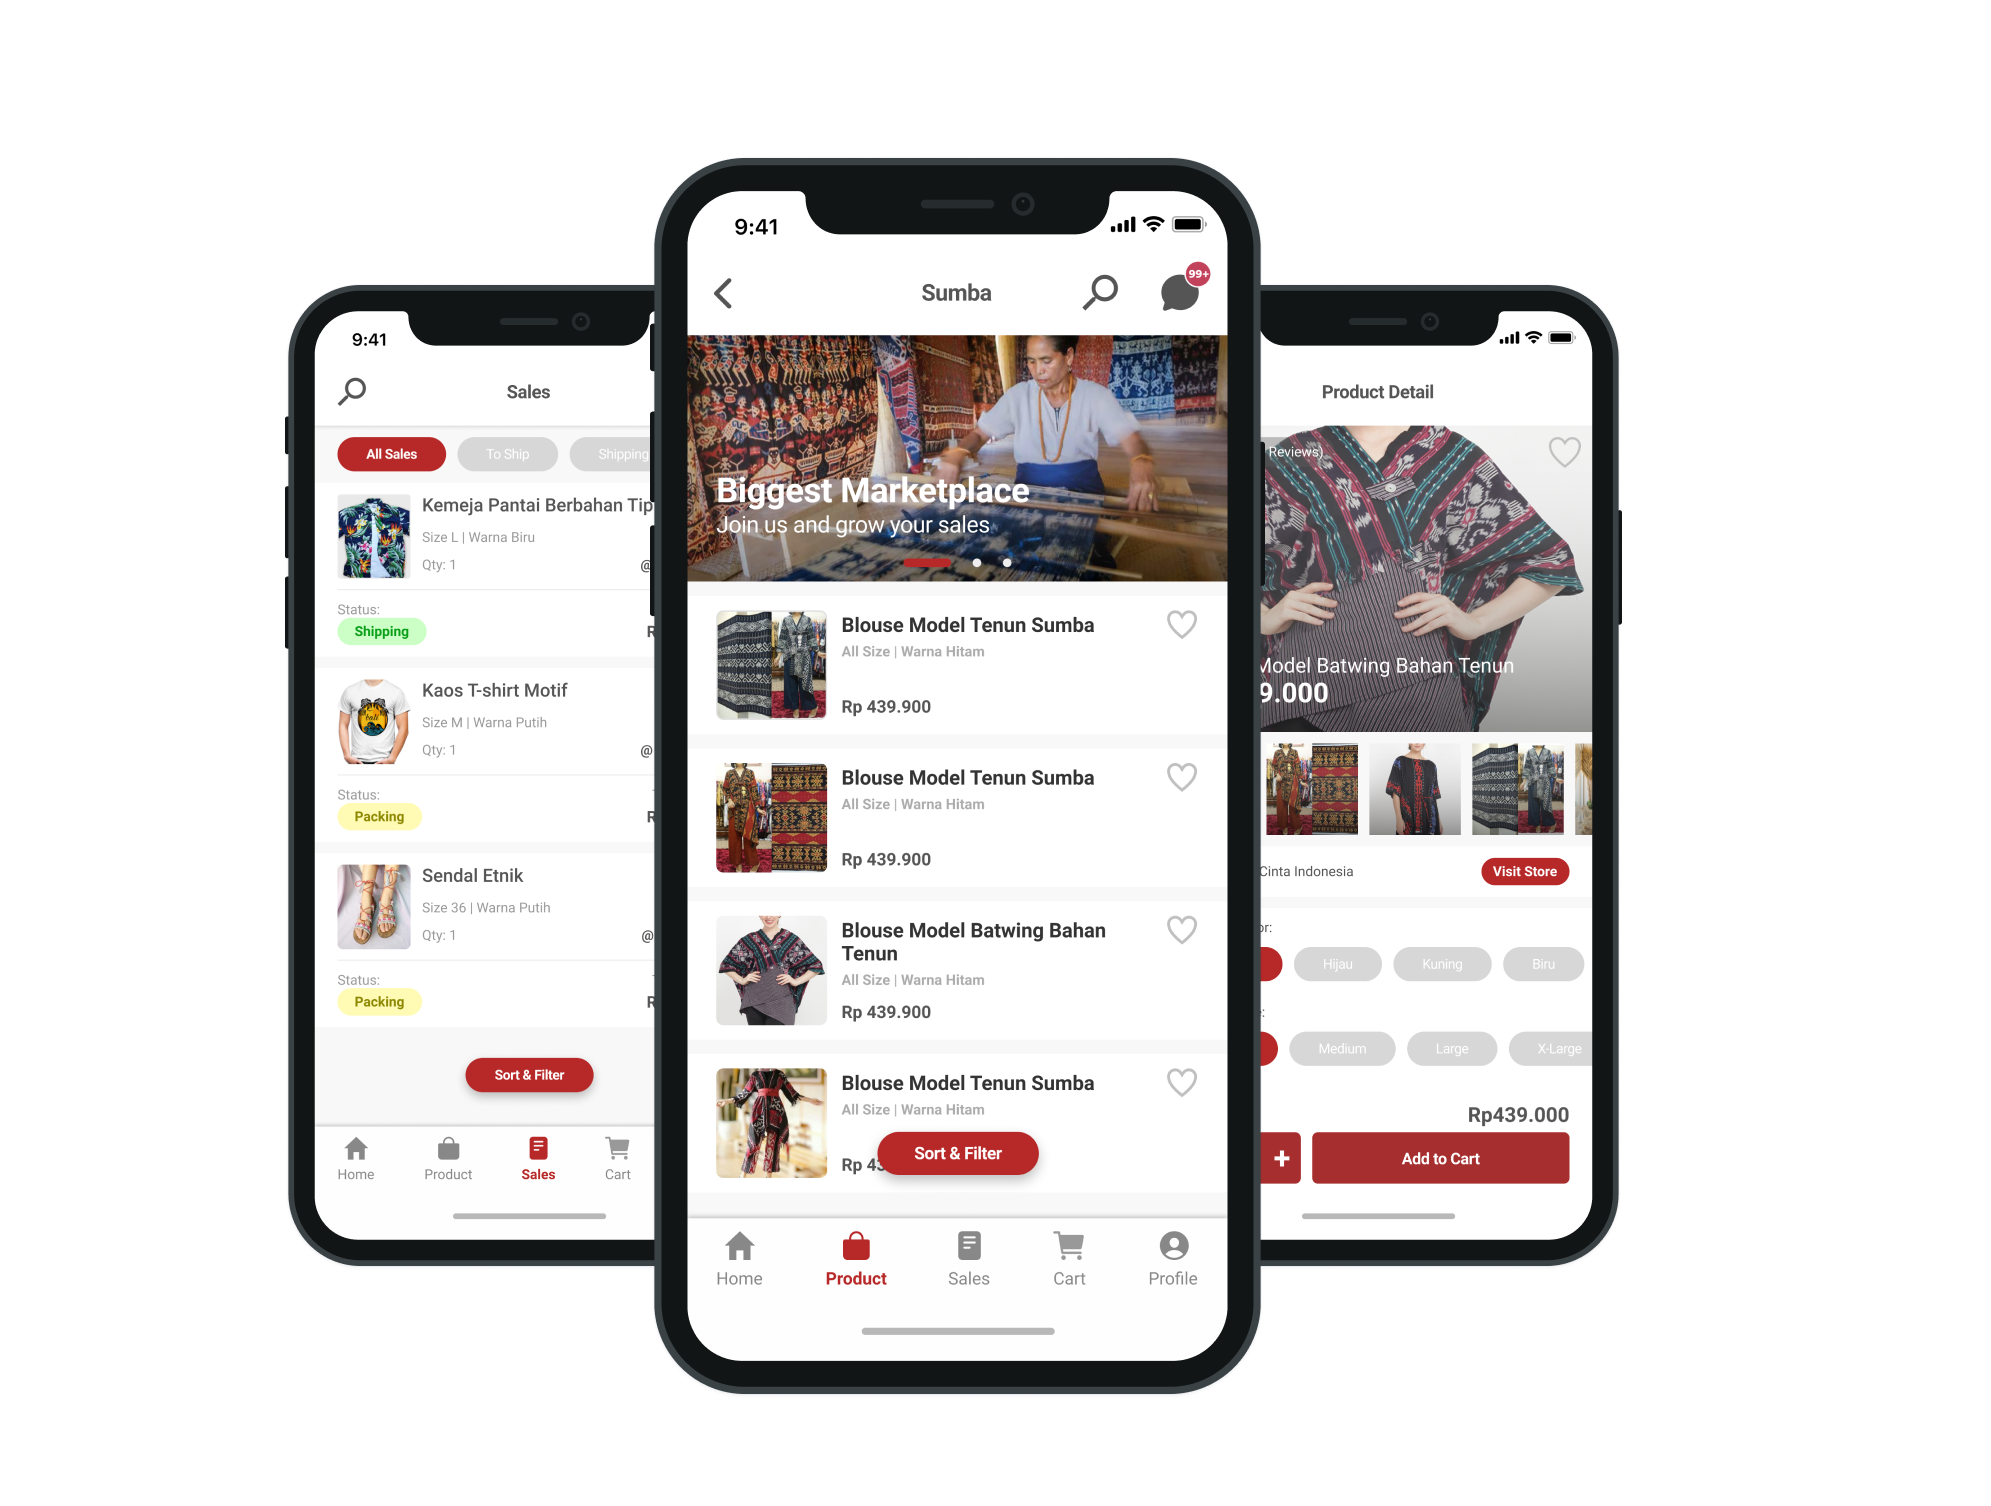 9:41
Sales
All Sales
To Ship
Shipping
Kemeja Pantai Berbahan Tip
Size L | Warna Biru
Qty: 1
@
Status:
Shipping
R
Kaos T-shirt Motif
Size M | Warna Putih
Qty: 1
@
Status:
Packing
R
Sendal Etnik
Size 36 | Warna Putih
Qty: 1
@
Status:
Packing
R
Sort & Filter
Home
Product
Sales
Cart
9:41
Sumba
99+
Biggest Marketplace
Join us and grow your sales
Blouse Model Tenun Sumba
All Size | Warna Hitam
Rp 439.900
Blouse Model Tenun Sumba
All Size | Warna Hitam
Rp 439.900
Blouse Model Batwing Bahan
Tenun
All Size | Warna Hitam
Rp 439.900
Blouse Model Tenun Sumba
All Size | Warna Hitam
Rp 43
Sort & Filter
Home
Product
Sales
Cart
Profile
Product Detail
Reviews)
Model Batwing Bahan Tenun
9.000
Cinta Indonesia
Visit Store
or:
Hijau
Kuning
Biru
e:
Medium
Large
X-Large
Rp439.000
+
Add to Cart